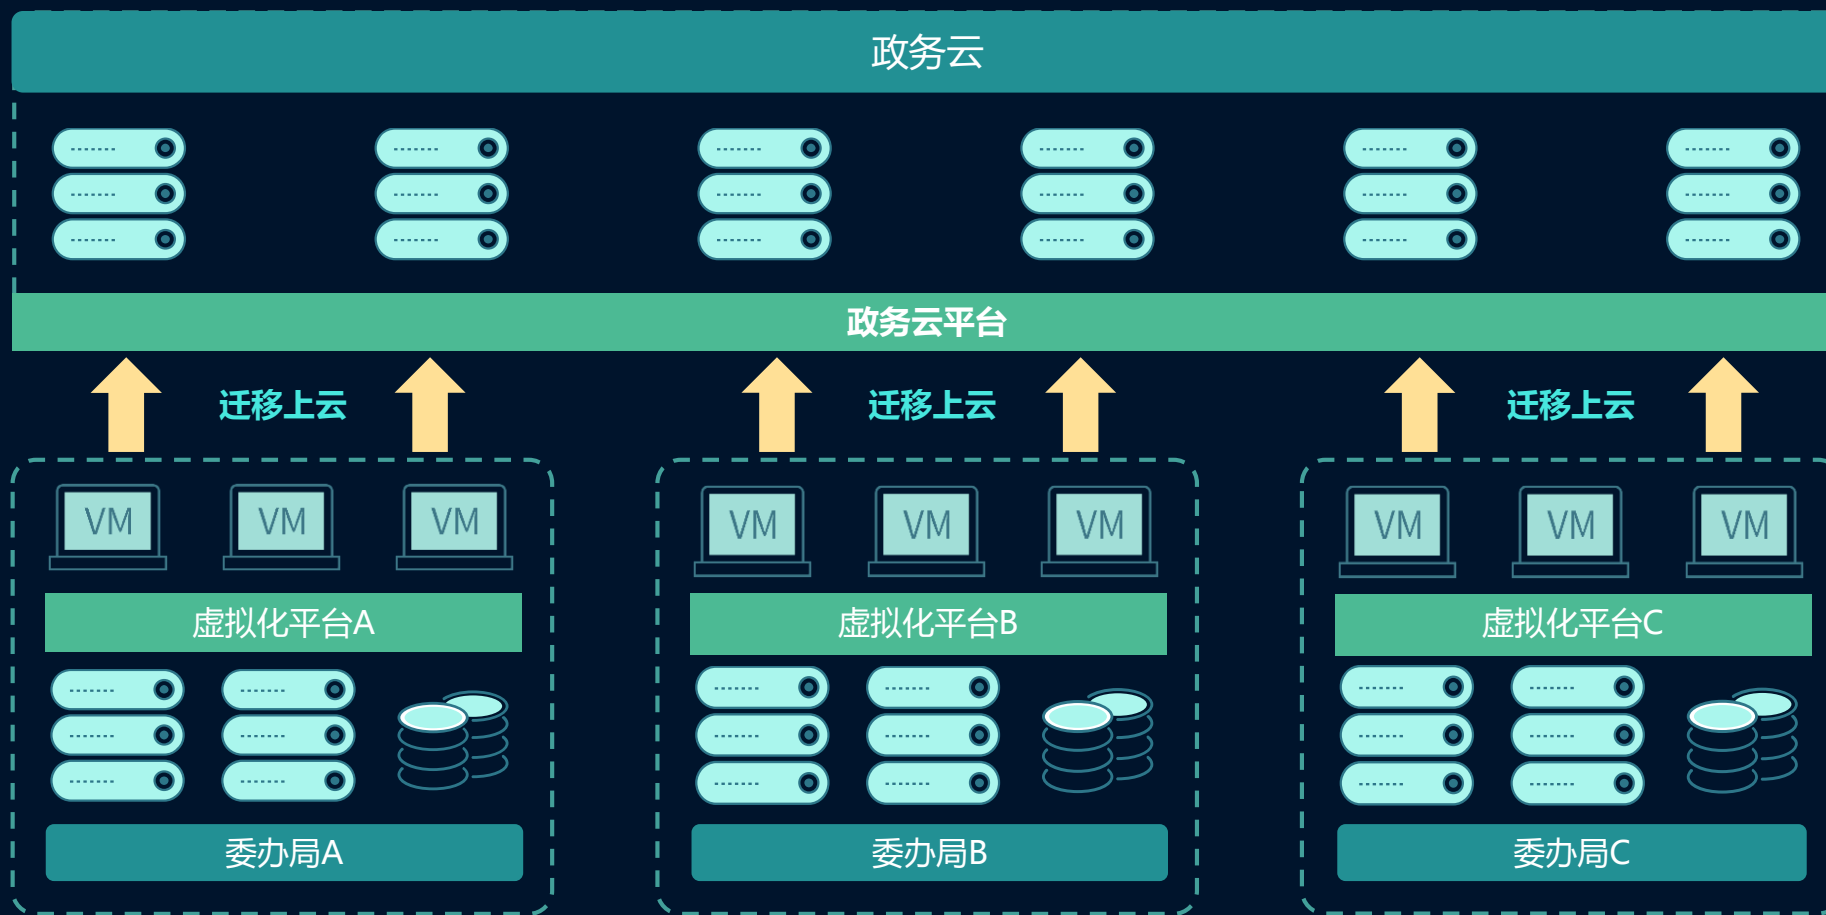 政务云
政务云平台
迁移上云
迁移上云
迁移上云
VM VM VM
VM VM VM
VM VM VM
虚拟化平台A
虚拟化平台B
虚拟化平台C
委办局A
委办局B
委办局C